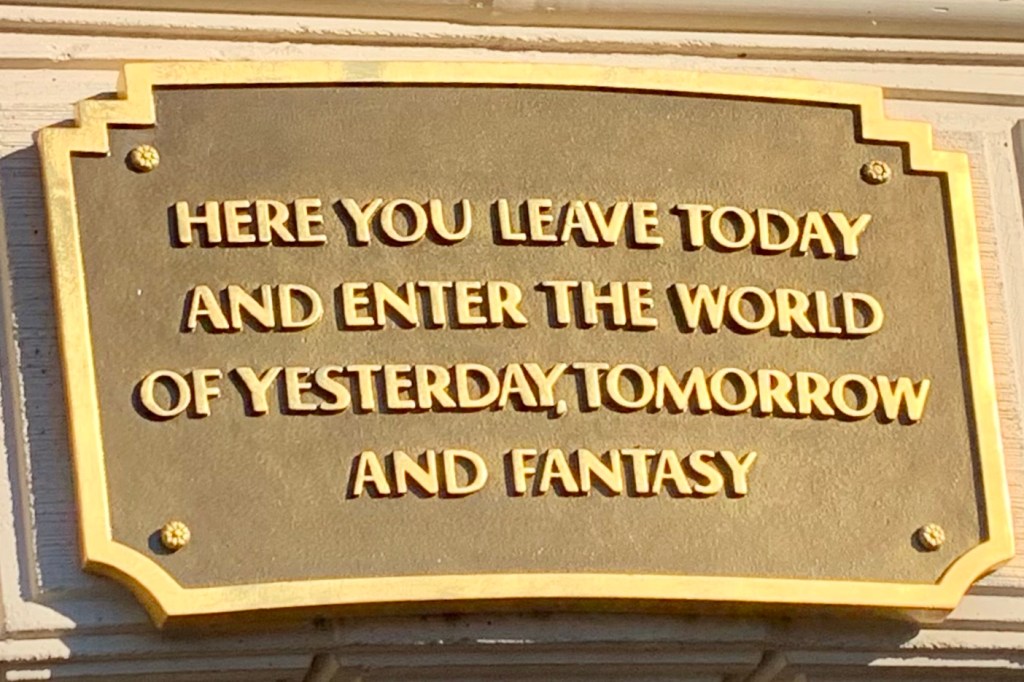 HERE YOU LEAVE TODAY
AND ENTER THE WORLD
OF YESTERDAY, TOMORROW
AND FANTASY